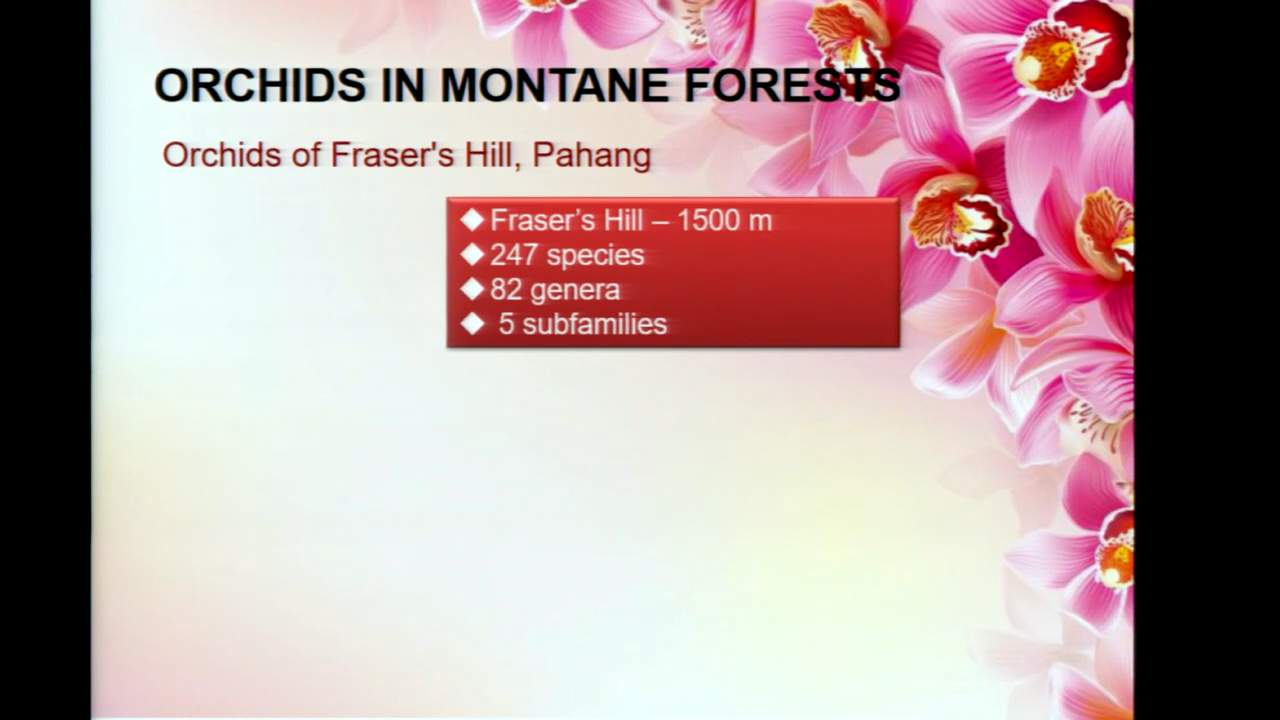 ORCHIDS IN MONTANE FORESTS
Orchids of Fraser's Hill, Pahang
◆Fraser’s Hill – 1500 m
◆247 species
◆82 genera
◆ 5 subfamilies